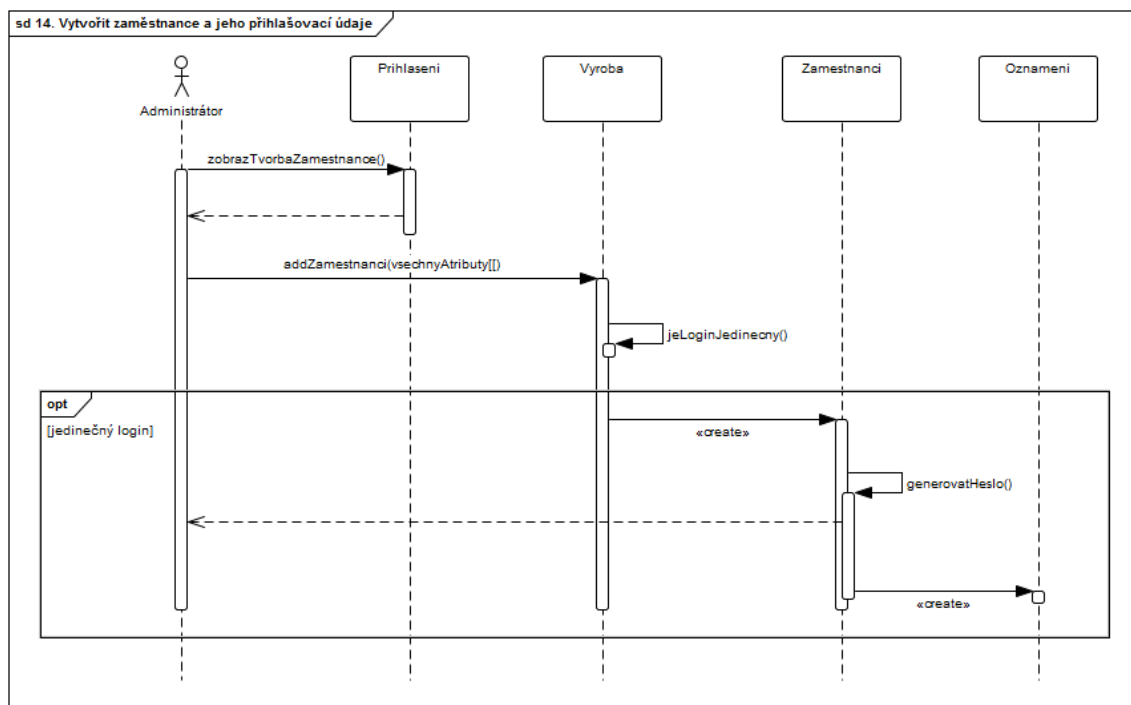 sd 14. Vytvořit zaměstnance a jeho přihlašovací údaje
Administrátor
Prihlaseni
Vyroba
Zamestnanci
Oznameni
zobrazTvorbaZamestnance()
addZamestnanci(vsechnyAtributy[[)
jeLoginJedinecny()
opt
[jedinečný login]
«create»
generovatHeslo()
«create»